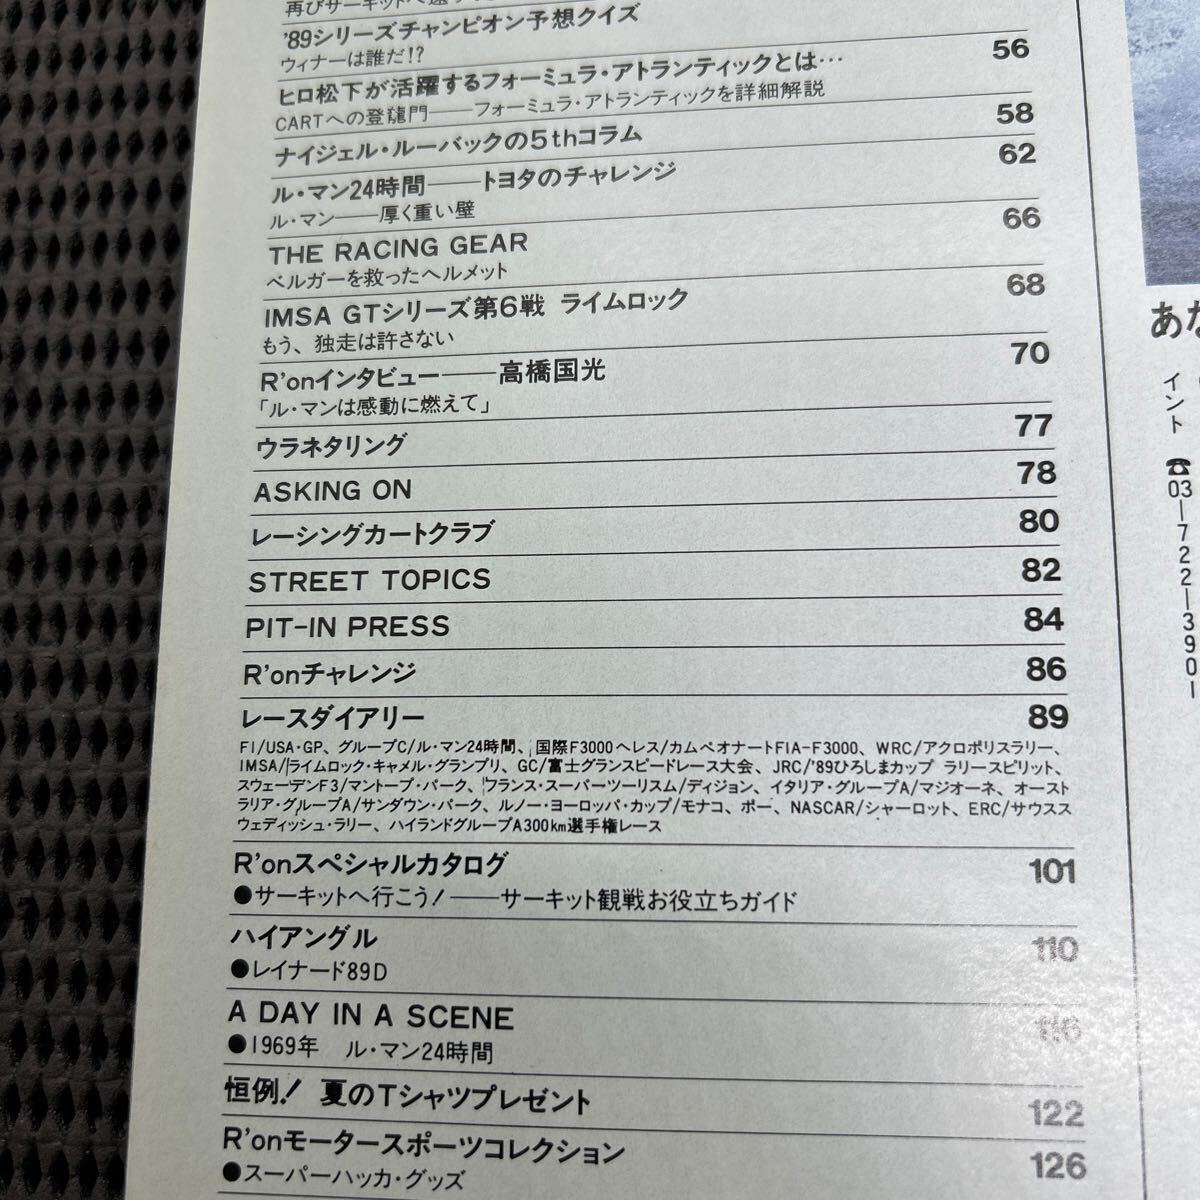 再びサーキットへ
'89シリーズチャンピオン予想クイズ
ウィナーは誰だ!? 56
ヒロ松下が活躍するフォーミュラ・アトランティックとは…
CARTへの登龍門──フォーミュラ・アトランティックを詳細解説 58
ナイジェル・ルーバックの5thコラム 62
ル・マン24時間──トヨタのチャレンジ
ル・マン──厚く重い壁 66
THE RACING GEAR
ベルガーを救ったヘルメット 68
IMSA GTシリーズ第6戦 ライムロック
もう、独走は許さない 70
R'onインタビュー──高橋国光
「ル・マンは感動に燃えて」 77
ウラネタリング 78
ASKING ON 80
レーシングカートクラブ 82
STREET TOPICS 84
PIT-IN PRESS 86
R'onチャレンジ 89
レースダイアリー
F1/USA・GP、グループC/ル・マン24時間、国際F3000ヘレス/カムペオナートFIA-F3000、WRC/アクロポリスラリー、
IMSA/ライムロック・キャメル・グランプリ、GC/富士グランスピードレース大会、JRC/'89ひろしまカップ ラリースピリット、
スウェーデンF3/マントープ・パーク、フランス・スーパーツーリスム/ディジョン、イタリア・グループA/マジオーネ、オースト
ラリア・グループA/サンダウン・パーク、ルノー・ヨーロッパ・カップ/モナコ、ポー、NASCAR/シャーロット、ERC/サウスス
ウェディッシュ・ラリー、ハイランドグループA300km選手権レース
R'onスペシャルカタログ 101
●サーキットへ行こう!──サーキット観戦お役立ちガイド
ハイアングル 110
●レイナード89D
A DAY IN A SCENE 116
●1969年 ル・マン24時間
恒例! 夏のTシャツプレゼント 122
R'onモータースポーツコレクション 126
●スーパーハッカ・グッズ
あな
イント
☎03-722-3901